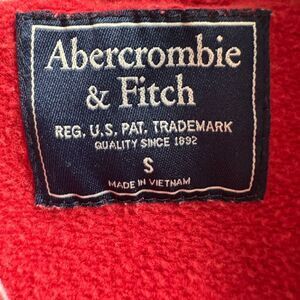 Abercrombie
& Fitch
REG. U.S. PAT. TRADEMARK
QUALITY SINCE 1892
S
MADE IN VIETNAM